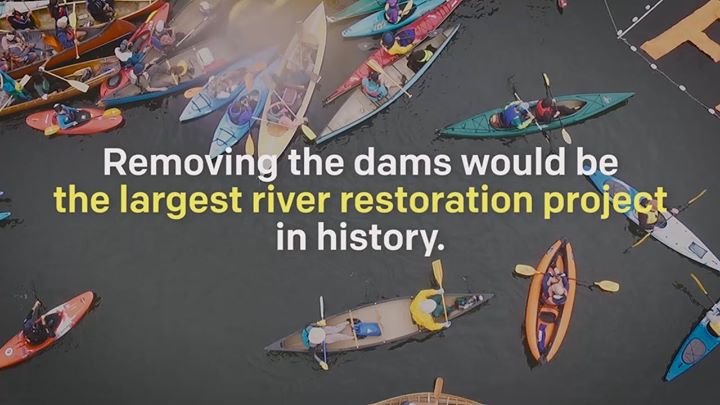 Removing the dams would be
the largest river restoration project
in history.